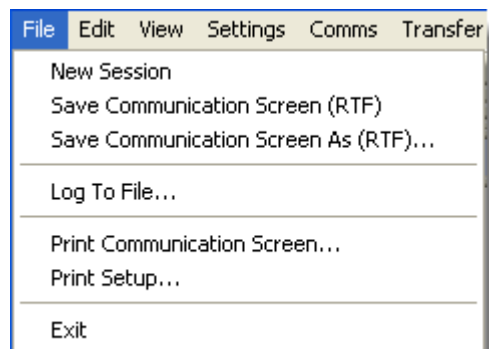 File Edit View Settings Comms Transfer
New Session
Save Communication Screen (RTF)
Save Communication Screen As (RTF)...
Log To File...
Print Communication Screen...
Print Setup...
Exit